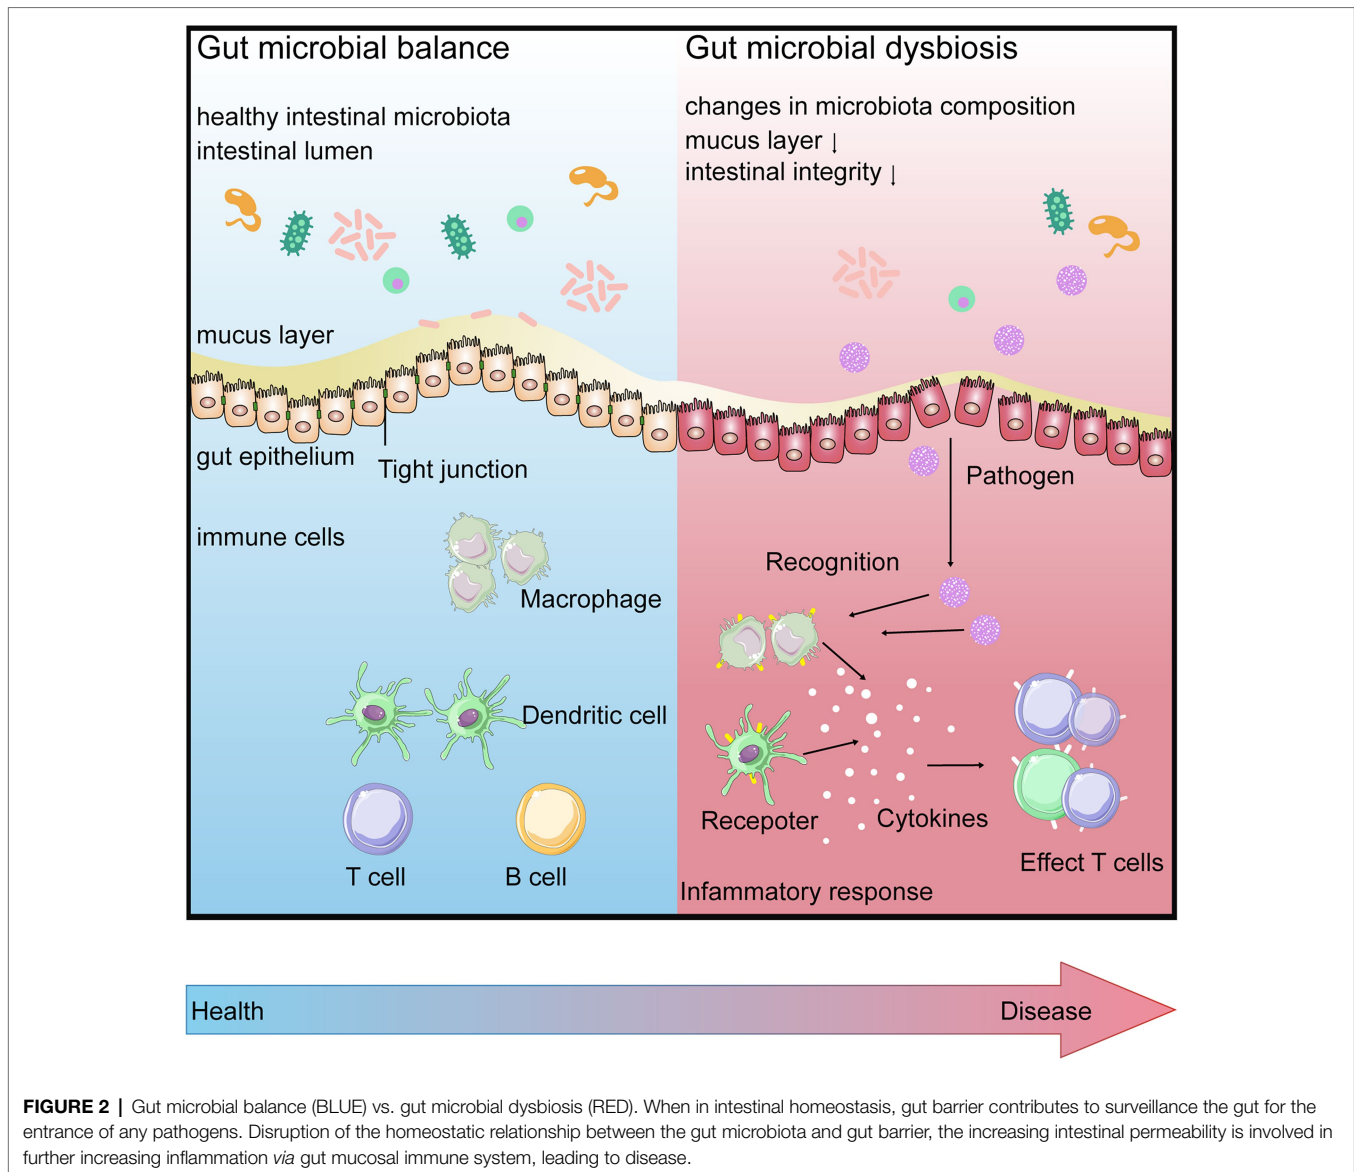 Gut microbial balance
healthy intestinal microbiota
intestinal lumen
mucus layer
gut epithelium
Tight junction
immune cells
Macrophage
Dendritic cell
T cell
B cell
Gut microbial dysbiosis
changes in microbiota composition
mucus layer ↓
intestinal integrity ↓
Pathogen
Recognition
Recepoter
Cytokines
Effect T cells
Infammatory response
Health
Disease
FIGURE 2 | Gut microbial balance (BLUE) vs. gut microbial dysbiosis (RED). When in intestinal homeostasis, gut barrier contributes to surveillance the gut for the
entrance of any pathogens. Disruption of the homeostatic relationship between the gut microbiota and gut barrier, the increasing intestinal permeability is involved in
further increasing inflammation via gut mucosal immune system, leading to disease.